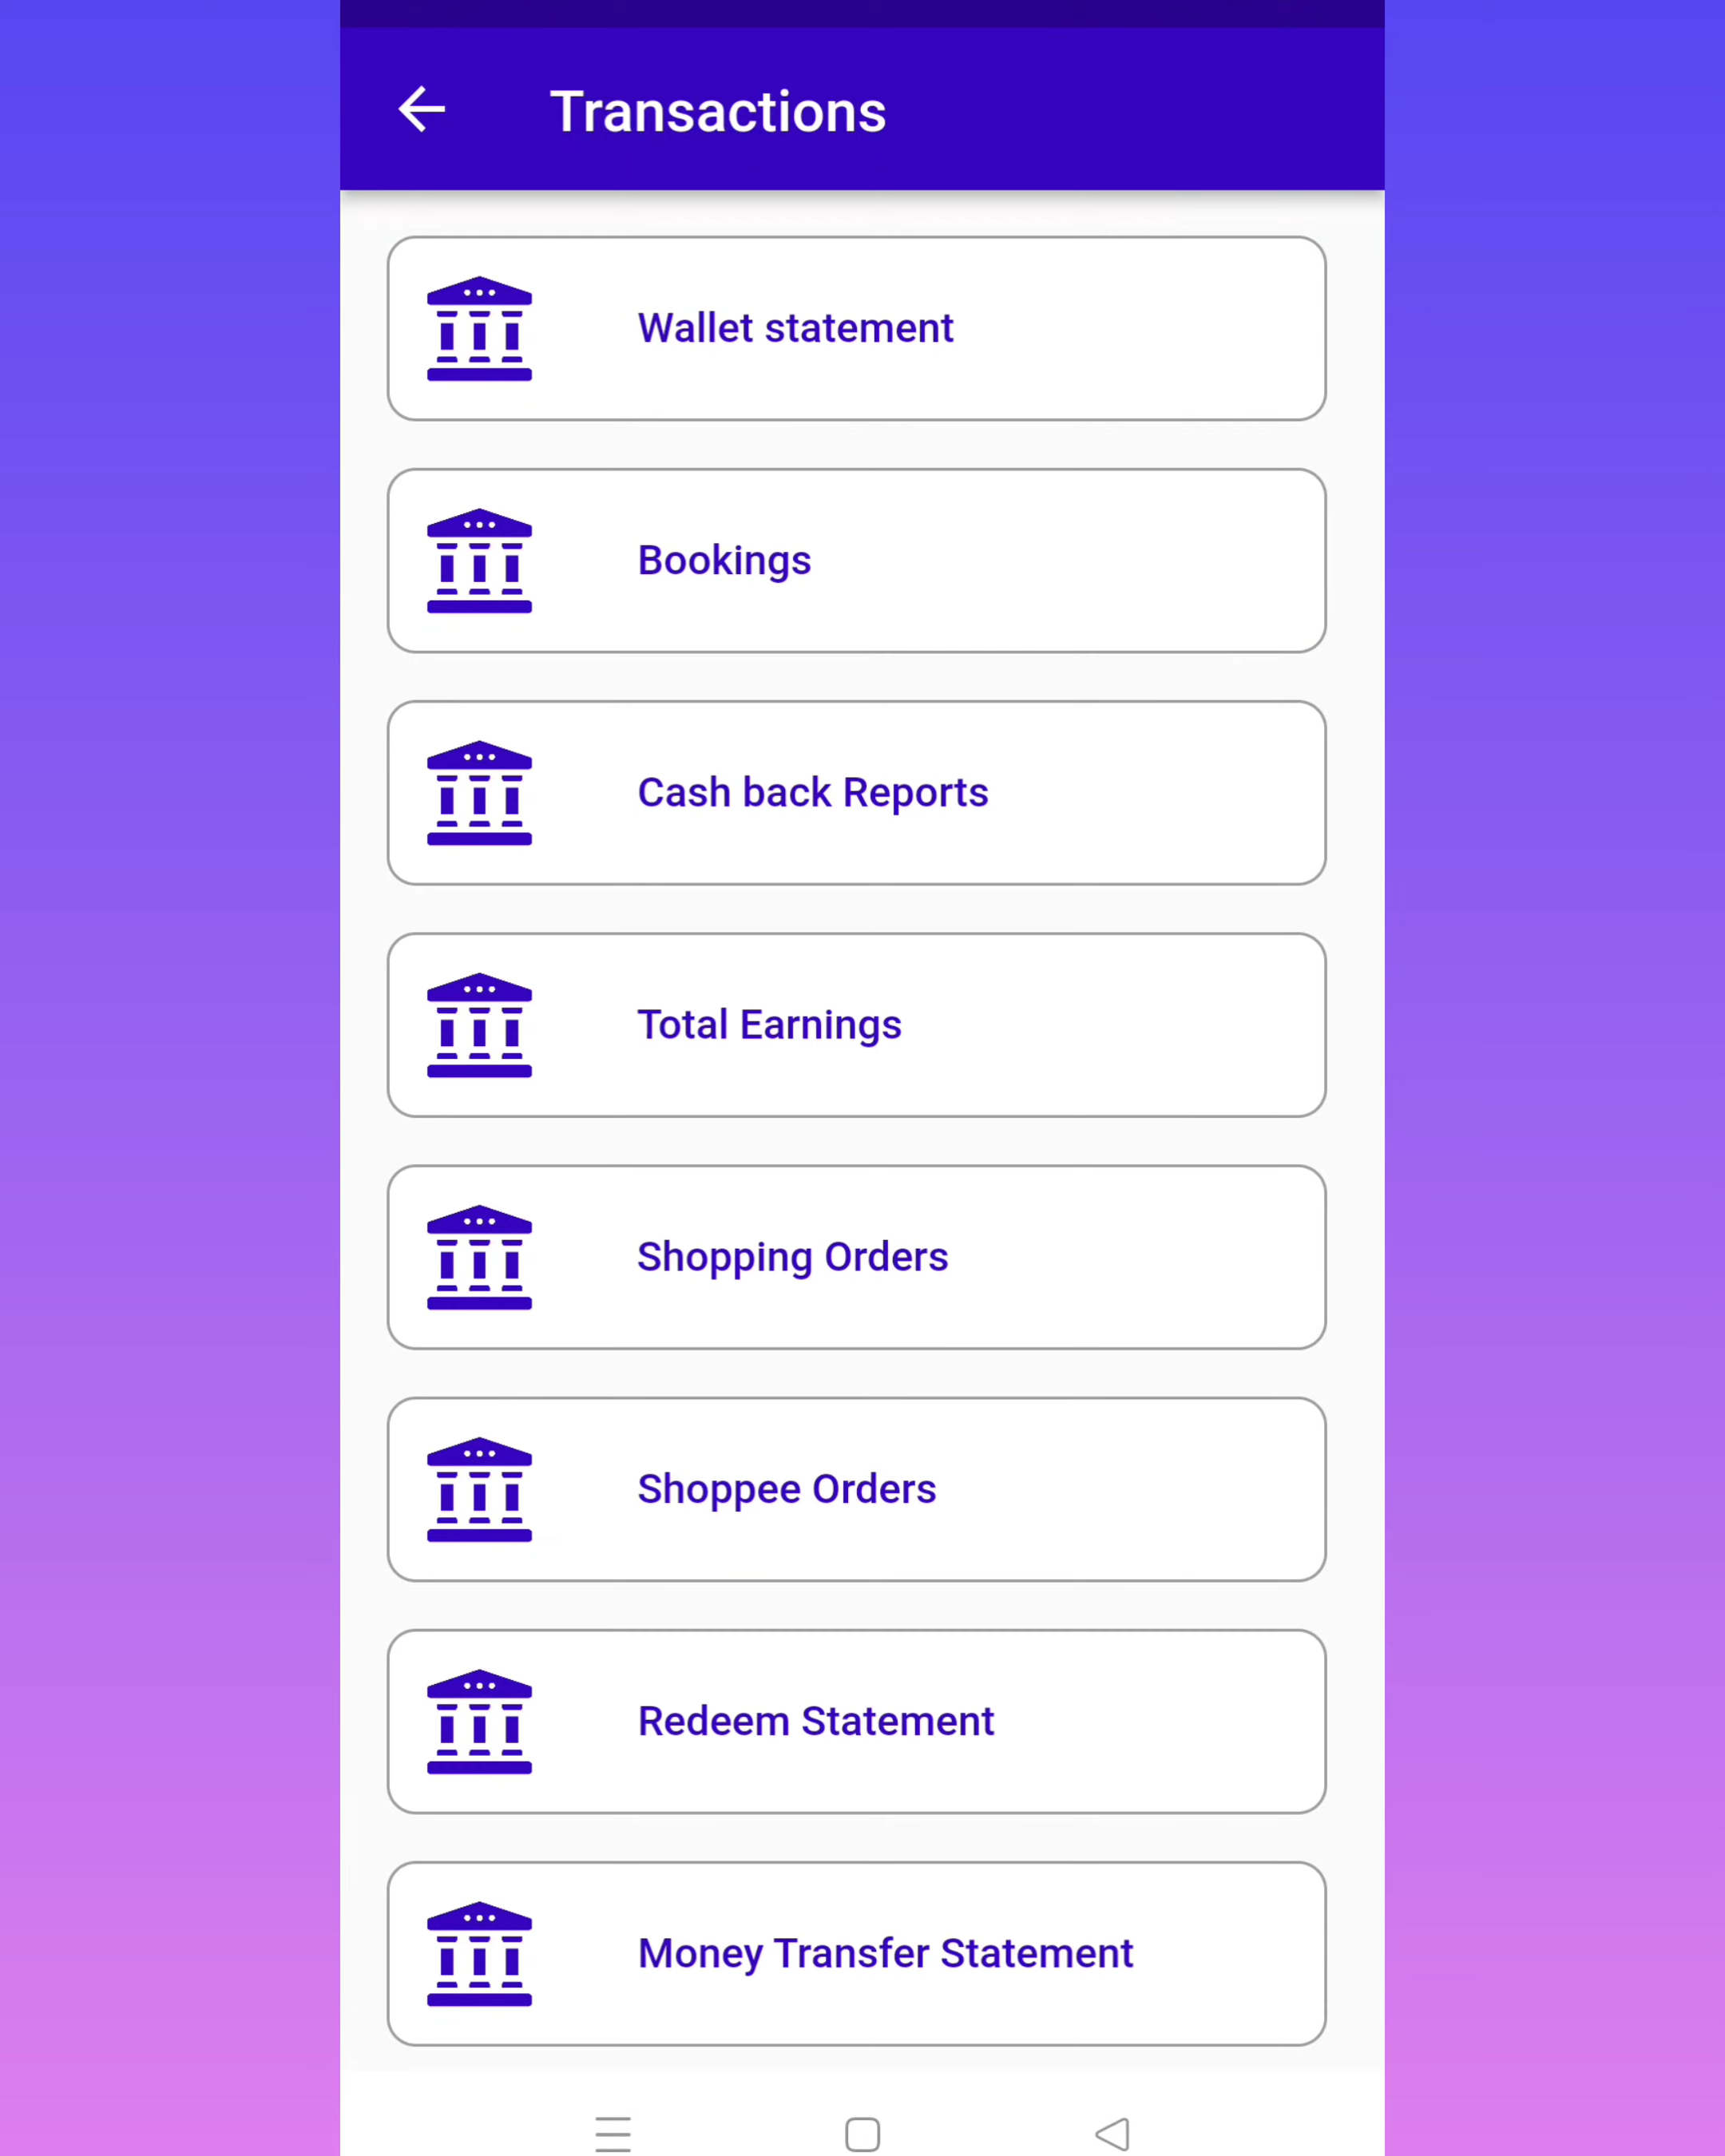 Transactions
Wallet statement
Bookings
Cash back Reports
Total Earnings
Shopping Orders
Shoppee Orders
Redeem Statement
Money Transfer Statement